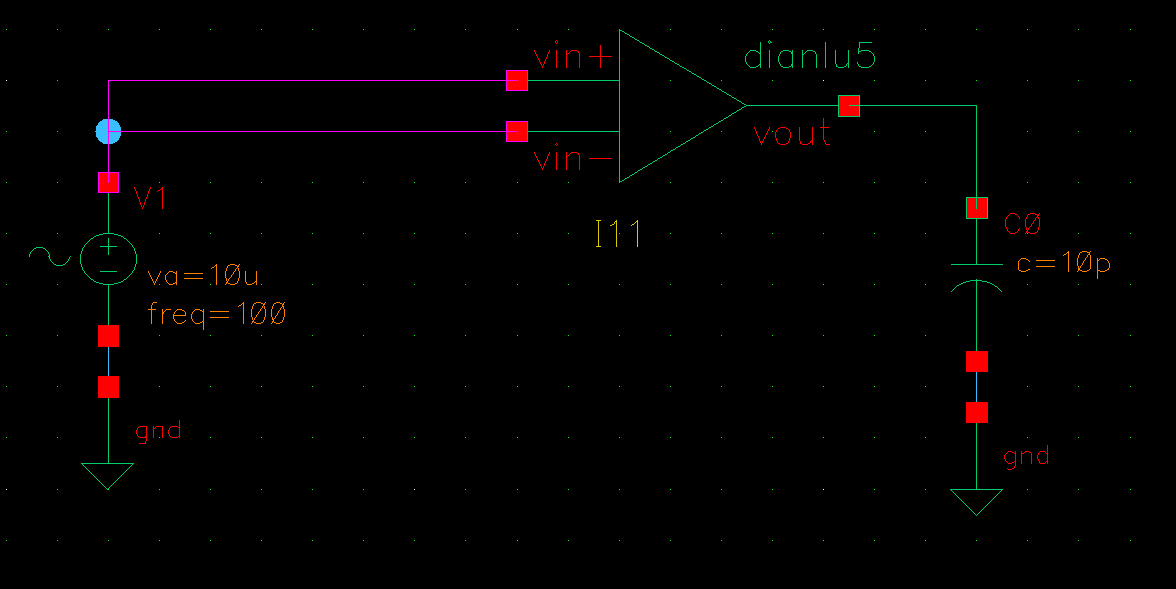 vin+
dianlu5
vout
vin-
V1
I11
C0
c=10p
va=10u
freq=100
gnd
gnd